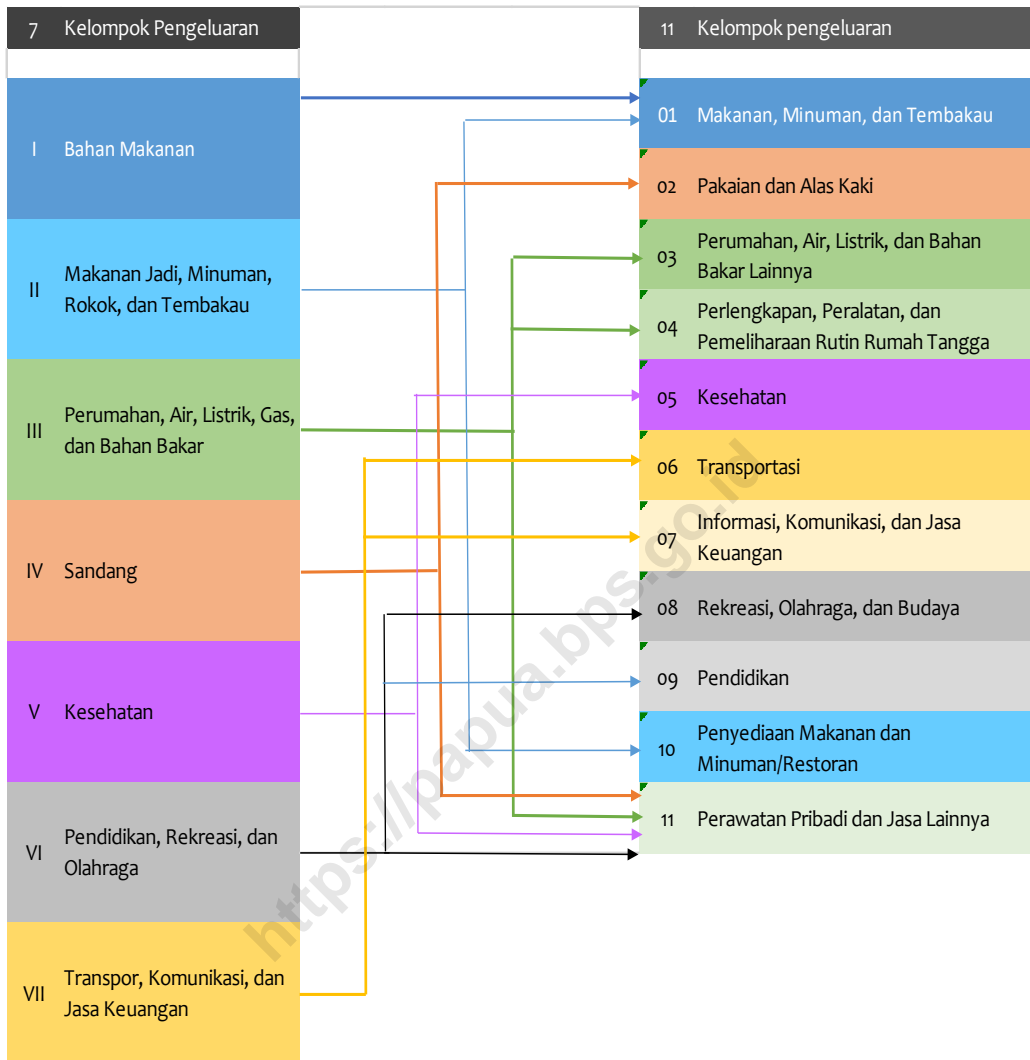 7 Kelompok Pengeluaran
I Bahan Makanan
II Makanan Jadi, Minuman,
Rokok, dan Tembakau
III Perumahan, Air, Listrik, Gas,
dan Bahan Bakar
IV Sandang
V Kesehatan
VI Pendidikan, Rekreasi, dan
Olahraga
VII Transpor, Komunikasi, dan
Jasa Keuangan
11 Kelompok pengeluaran
01 Makanan, Minuman, dan Tembakau
02 Pakaian dan Alas Kaki
03 Perumahan, Air, Listrik, dan Bahan
Bakar Lainnya
04 Perlengkapan, Peralatan, dan
Pemeliharaan Rutin Rumah Tangga
05 Kesehatan
06 Transportasi
07 Informasi, Komunikasi, dan Jasa
Keuangan
08 Rekreasi, Olahraga, dan Budaya
09 Pendidikan
10 Penyediaan Makanan dan
Minuman/Restoran
11 Perawatan Pribadi dan Jasa Lainnya
https://papua.bps.go.id